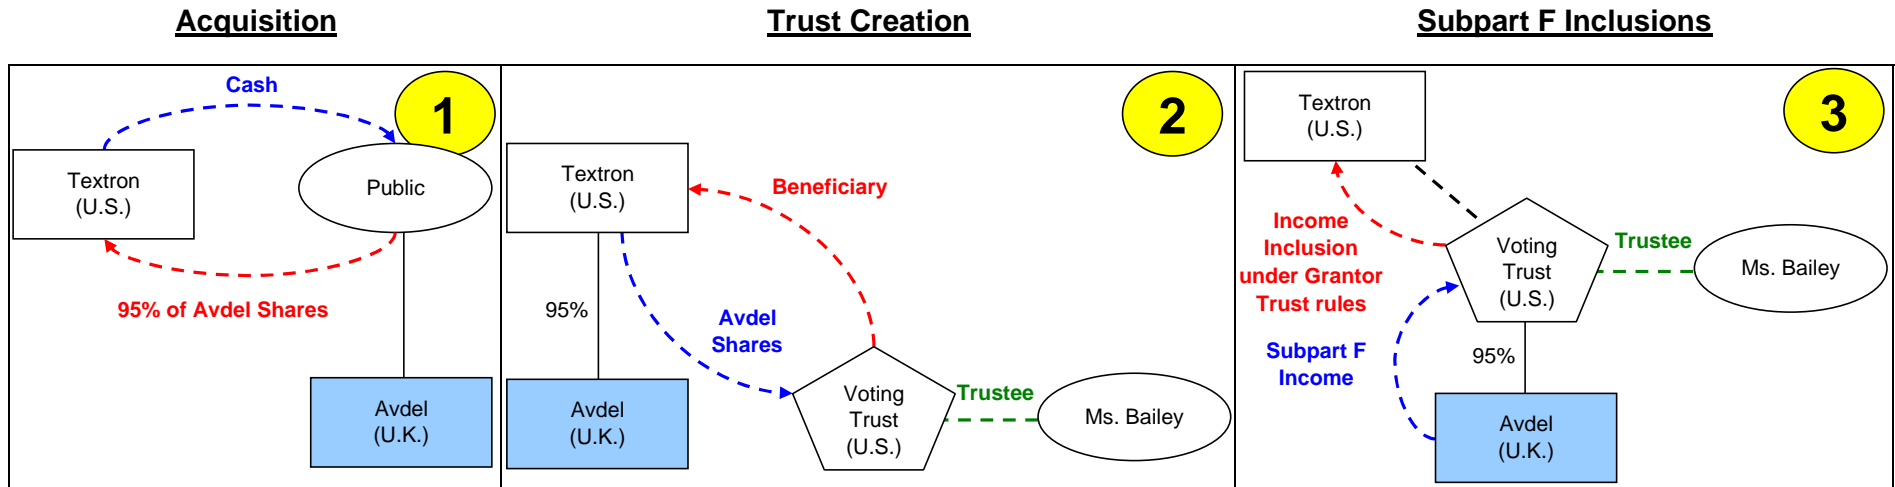 Acquisition
Trust Creation
Subpart F Inclusions
Cash
1
Textron
(U.S.)
Public
95% of Avdel Shares
Avdel
(U.K.)
2
Textron
(U.S.)
Beneficiary
95%
Avdel
Shares
Avdel
(U.K.)
Voting
Trust
(U.S.)
Trustee
Ms. Bailey
3
Textron
(U.S.)
Income
Inclusion
under Grantor
Trust rules
Voting
Trust
(U.S.)
Trustee
Ms. Bailey
Subpart F
Income
95%
Avdel
(U.K.)